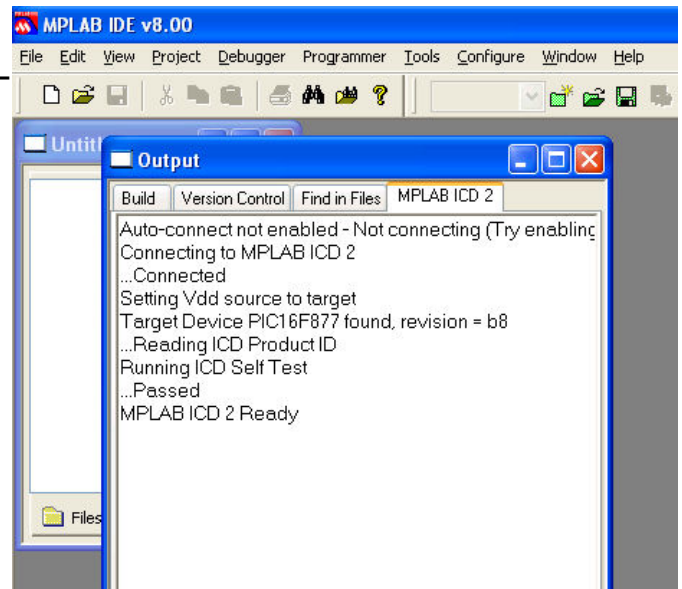 MPLAB IDE v8.00
File Edit View Project Debugger Programmer Tools Configure Window Help
Output
Build Version Control Find in Files MPLAB ICD 2
Auto-connect not enabled - Not connecting (Try enabling
Connecting to MPLAB ICD 2
...Connected
Setting Vdd source to target
Target Device PIC16F877 found, revision = b8
...Reading ICD Product ID
Running ICD Self Test
...Passed
MPLAB ICD 2 Ready
Files